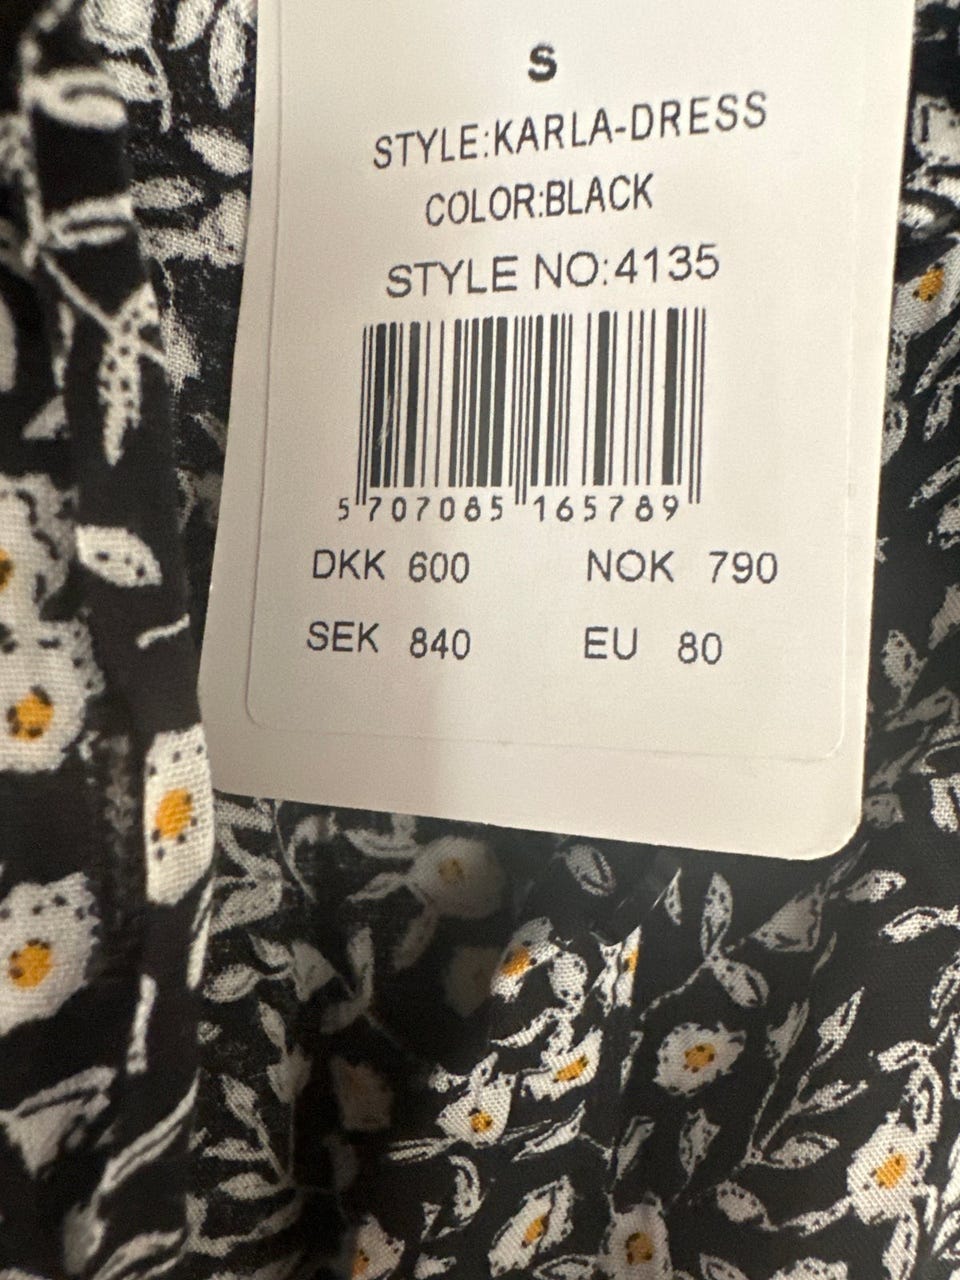 S
STYLE:KARLA-DRESS
COLOR:BLACK
STYLE NO:4135
5 707085 165789
DKK 600 NOK 790
SEK 840 EU 80